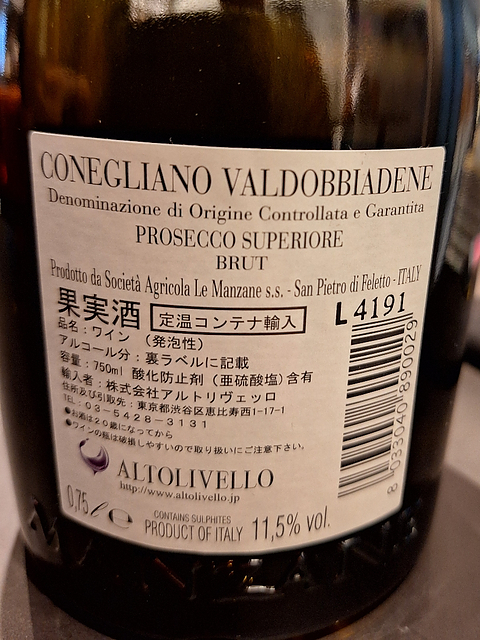 CONEGLIANO VALDOBBIADENE
Denominazione di Origine Controllata e Garantita
PROSECCO SUPERIORE
BRUT
Prodotto da Società Agricola Le Manzane s.s. - San Pietro di Feletto - ITALY
果実酒 定温コンテナ輸入
L4191
品名：ワイン （発泡性）
アルコール分：裏ラベルに記載
容量：750ml 酸化防止剤（亜硫酸塩）含有
輸入者：株式会社アルトリヴェッロ
住所及び引取先：東京都渋谷区恵比寿西1-17-1
TEL：03-5428-3131
●お酒は20歳になってから
●ワインの瓶は破損しやすいので取り扱いにご注意下さい。
8 033040 890029
ALTOLIVELLO
http://www.altolivello.jp
0,75 ℓ ℮
CONTAINS SULPHITES
PRODUCT OF ITALY 11,5% vol.